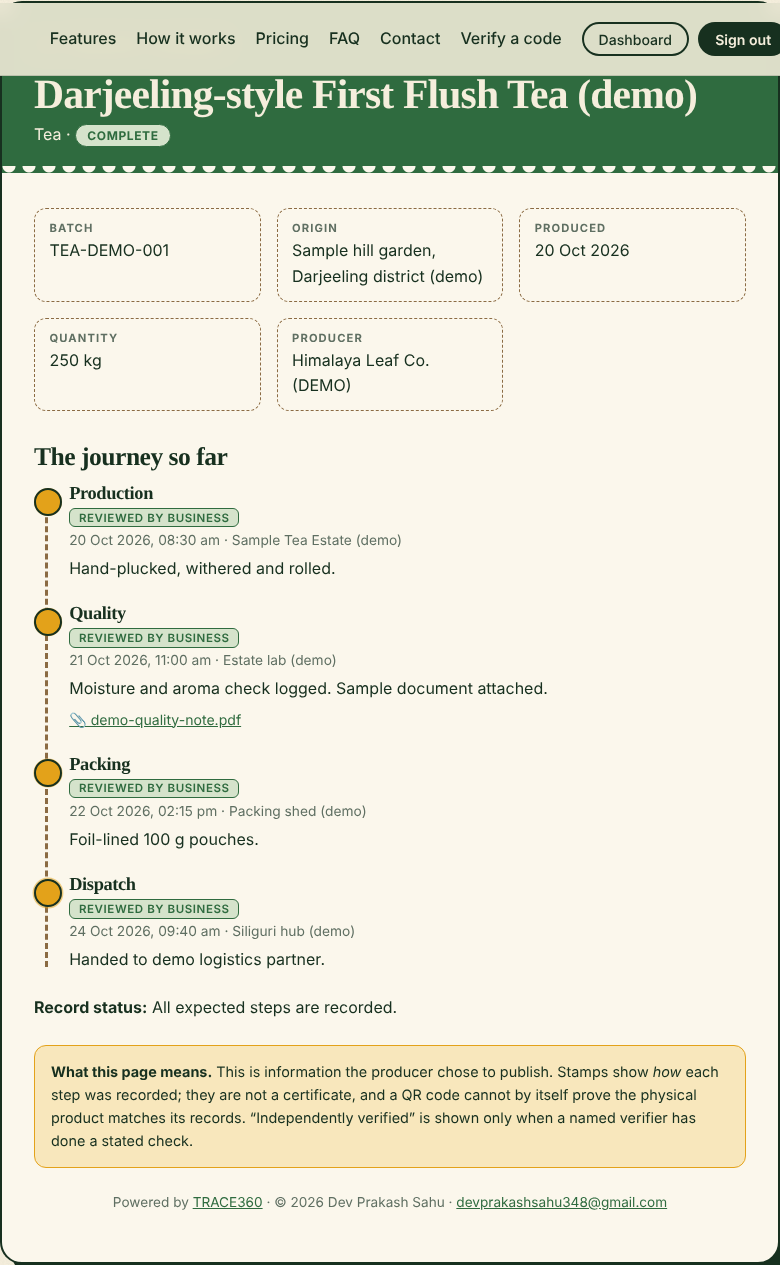 Features How it works Pricing FAQ Contact Verify a code Dashboard Sign out
Darjeeling-style First Flush Tea (demo)
Tea · COMPLETE
BATCH
TEA-DEMO-001
ORIGIN
Sample hill garden,
Darjeeling district (demo)
PRODUCED
20 Oct 2026
QUANTITY
250 kg
PRODUCER
Himalaya Leaf Co.
(DEMO)
The journey so far
Production
REVIEWED BY BUSINESS
20 Oct 2026, 08:30 am · Sample Tea Estate (demo)
Hand-plucked, withered and rolled.
Quality
REVIEWED BY BUSINESS
21 Oct 2026, 11:00 am · Estate lab (demo)
Moisture and aroma check logged. Sample document attached.
📎 demo-quality-note.pdf
Packing
REVIEWED BY BUSINESS
22 Oct 2026, 02:15 pm · Packing shed (demo)
Foil-lined 100 g pouches.
Dispatch
REVIEWED BY BUSINESS
24 Oct 2026, 09:40 am · Siliguri hub (demo)
Handed to demo logistics partner.
Record status: All expected steps are recorded.
What this page means. This is information the producer chose to publish. Stamps show how each
step was recorded; they are not a certificate, and a QR code cannot by itself prove the physical
product matches its records. “Independently verified” is shown only when a named verifier has
done a stated check.
Powered by TRACE360 · © 2026 Dev Prakash Sahu · devprakashsahu348@gmail.com